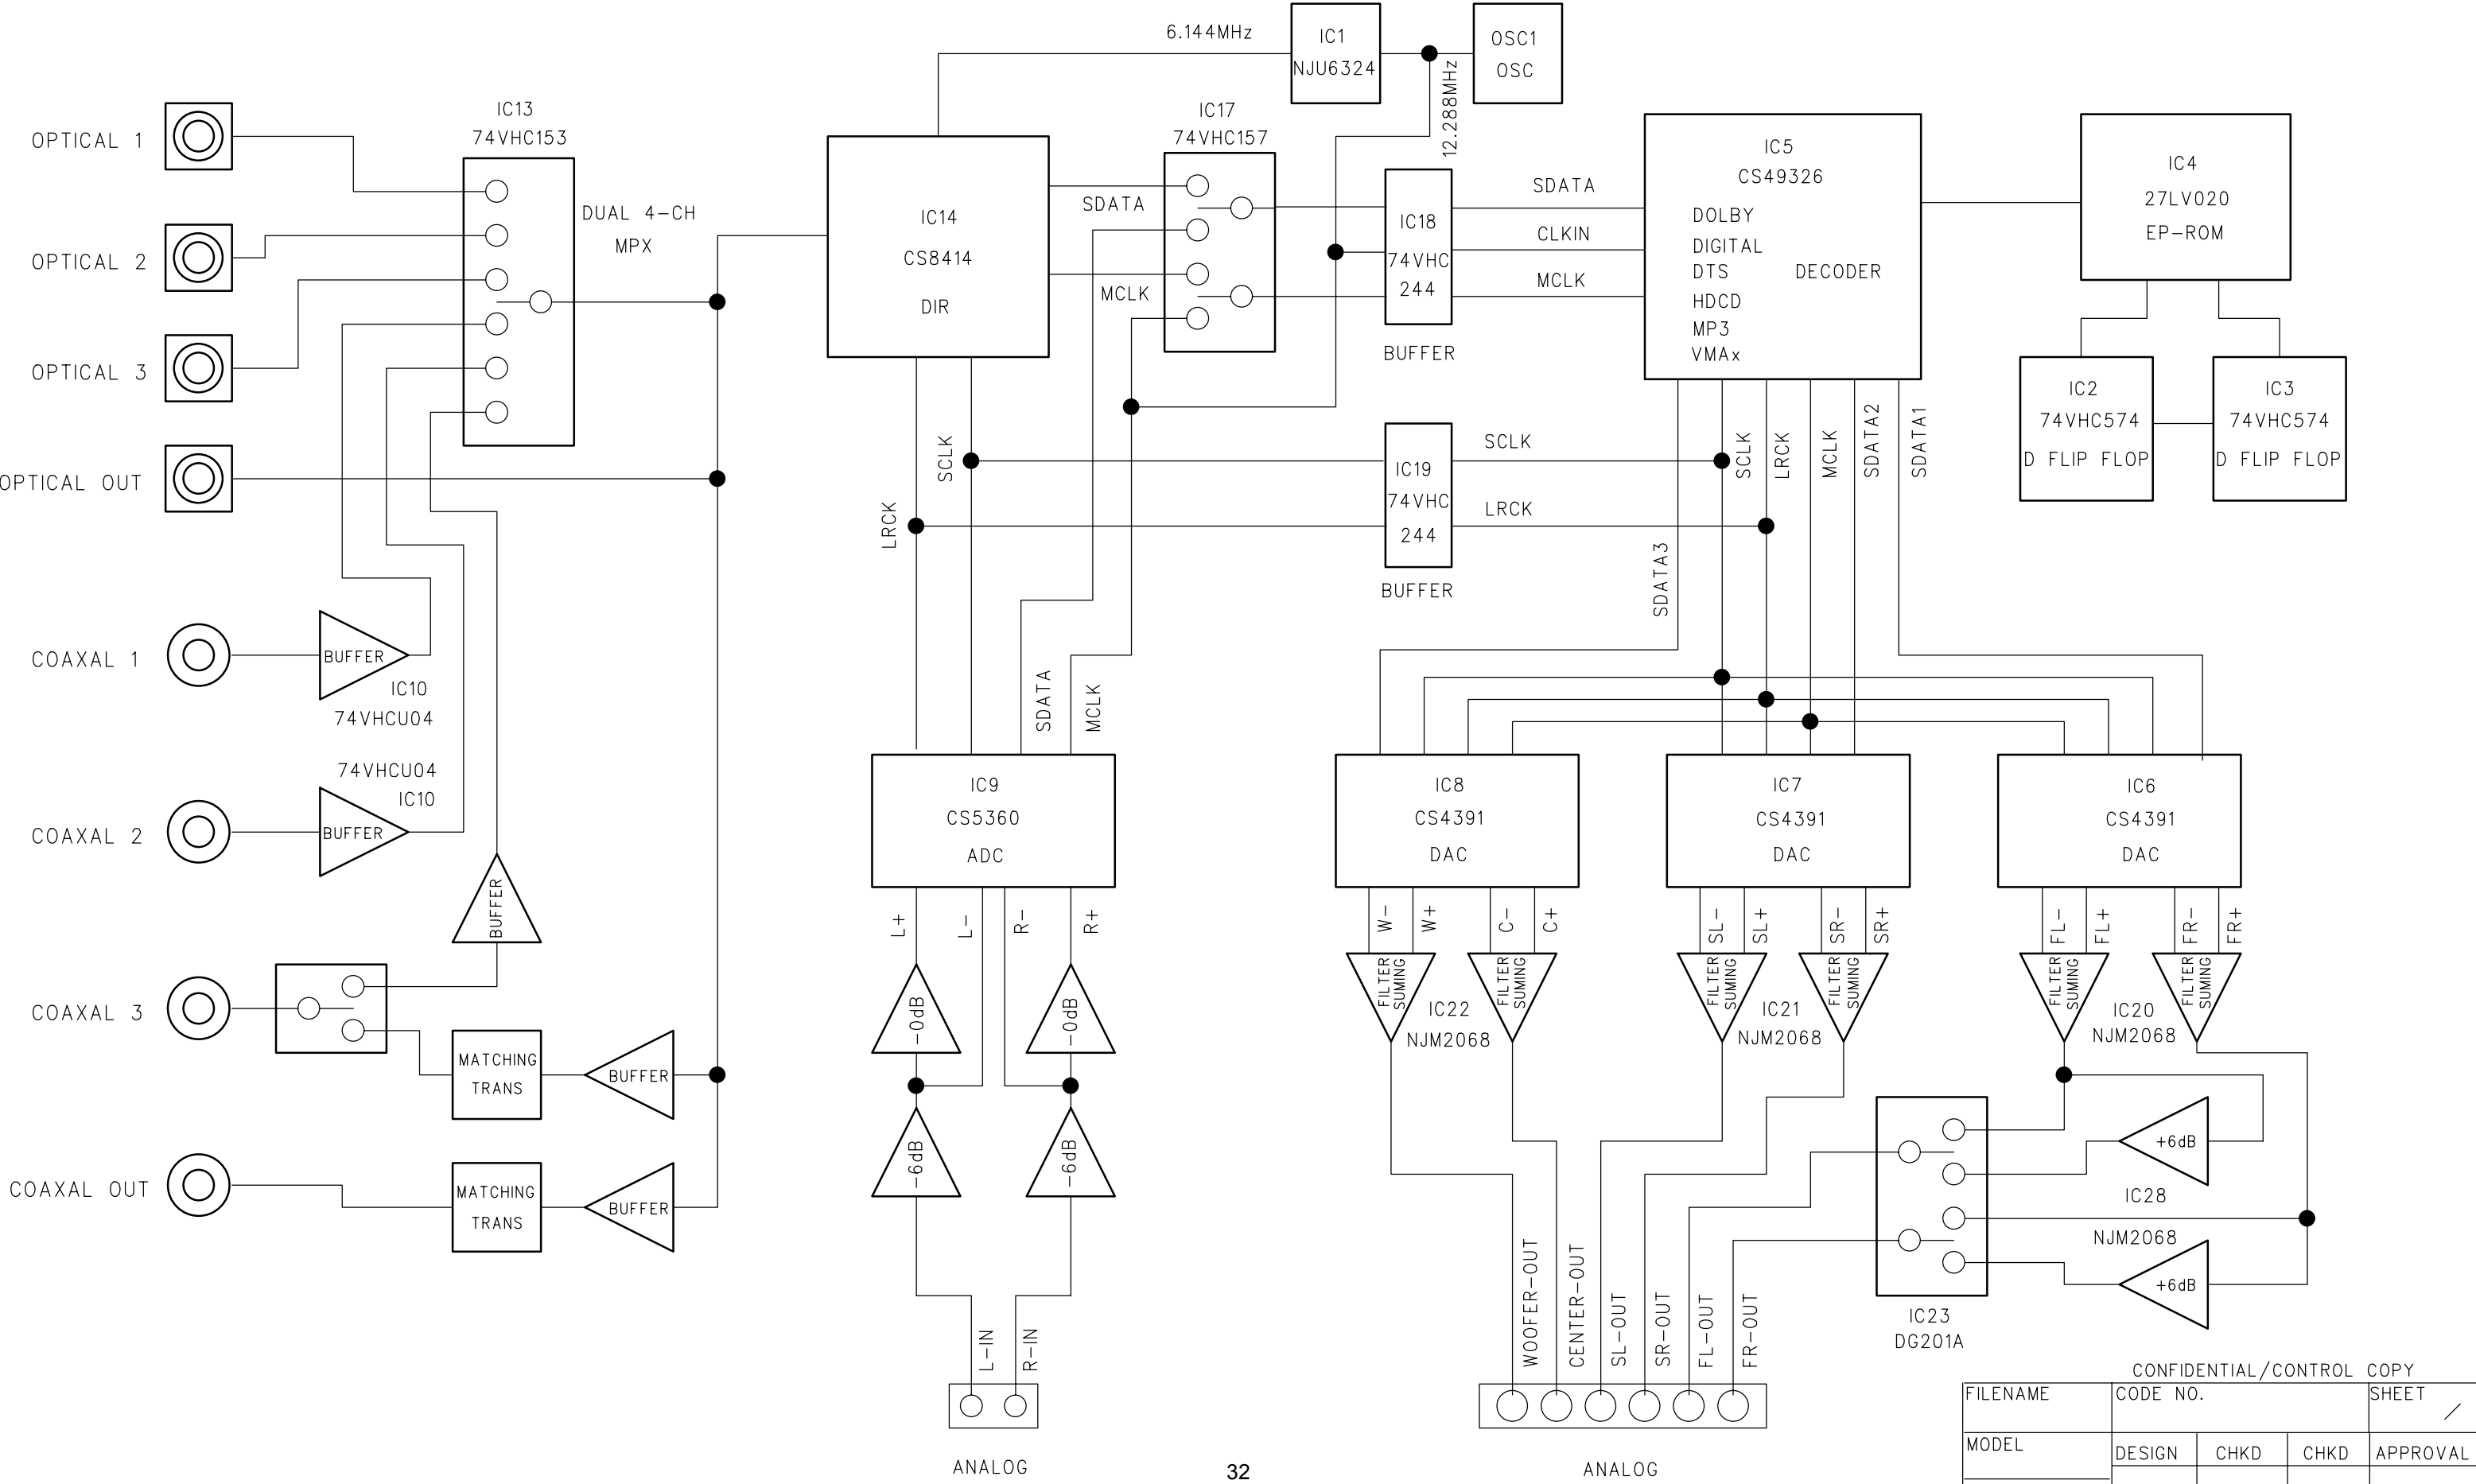 6.144MHz
IC1
NJU6324
OSC1
OSC
12.288MHz
OPTICAL 1
OPTICAL 2
OPTICAL 3
OPTICAL OUT
COAXAL 1
COAXAL 2
COAXAL 3
COAXAL OUT
IC13
74VHC153
DUAL 4-CH
MPX
BUFFER
IC10
74VHCU04
74VHCU04
IC10
BUFFER
BUFFER
MATCHING
TRANS
BUFFER
MATCHING
TRANS
BUFFER
IC14
CS8414
DIR
SDATA
MCLK
IC17
74VHC157
IC18
74VHC
244
BUFFER
SDATA
CLKIN
MCLK
IC5
CS49326
DOLBY
DIGITAL
DTS
HDCD
MP3
VMAx
DECODER
IC4
27LV020
EP-ROM
IC2
74VHC574
D FLIP FLOP
IC3
74VHC574
D FLIP FLOP
SCLK
LRCK
IC19
74VHC
244
BUFFER
SCLK
LRCK
SDATA3
SCLK
LRCK
MCLK
SDATA2
SDATA1
SDATA
MCLK
IC9
CS5360
ADC
L+
L-
R-
R+
-0dB
-0dB
-6dB
-6dB
L-IN
R-IN
ANALOG
IC8
CS4391
DAC
IC7
CS4391
DAC
IC6
CS4391
DAC
W-
W+
C-
C+
SL-
SL+
SR-
SR+
FL-
FL+
FR-
FR+
FILTER
SUMING
FILTER
SUMING
FILTER
SUMING
FILTER
SUMING
FILTER
SUMING
FILTER
SUMING
IC22
NJM2068
IC21
NJM2068
IC20
NJM2068
+6dB
IC28
NJM2068
+6dB
IC23
DG201A
WOOFER-OUT
CENTER-OUT
SL-OUT
SR-OUT
FL-OUT
FR-OUT
ANALOG
32
CONFIDENTIAL/CONTROL COPY
FILENAME
CODE NO.
SHEET
/
MODEL
DESIGN
CHKD
CHKD
APPROVAL